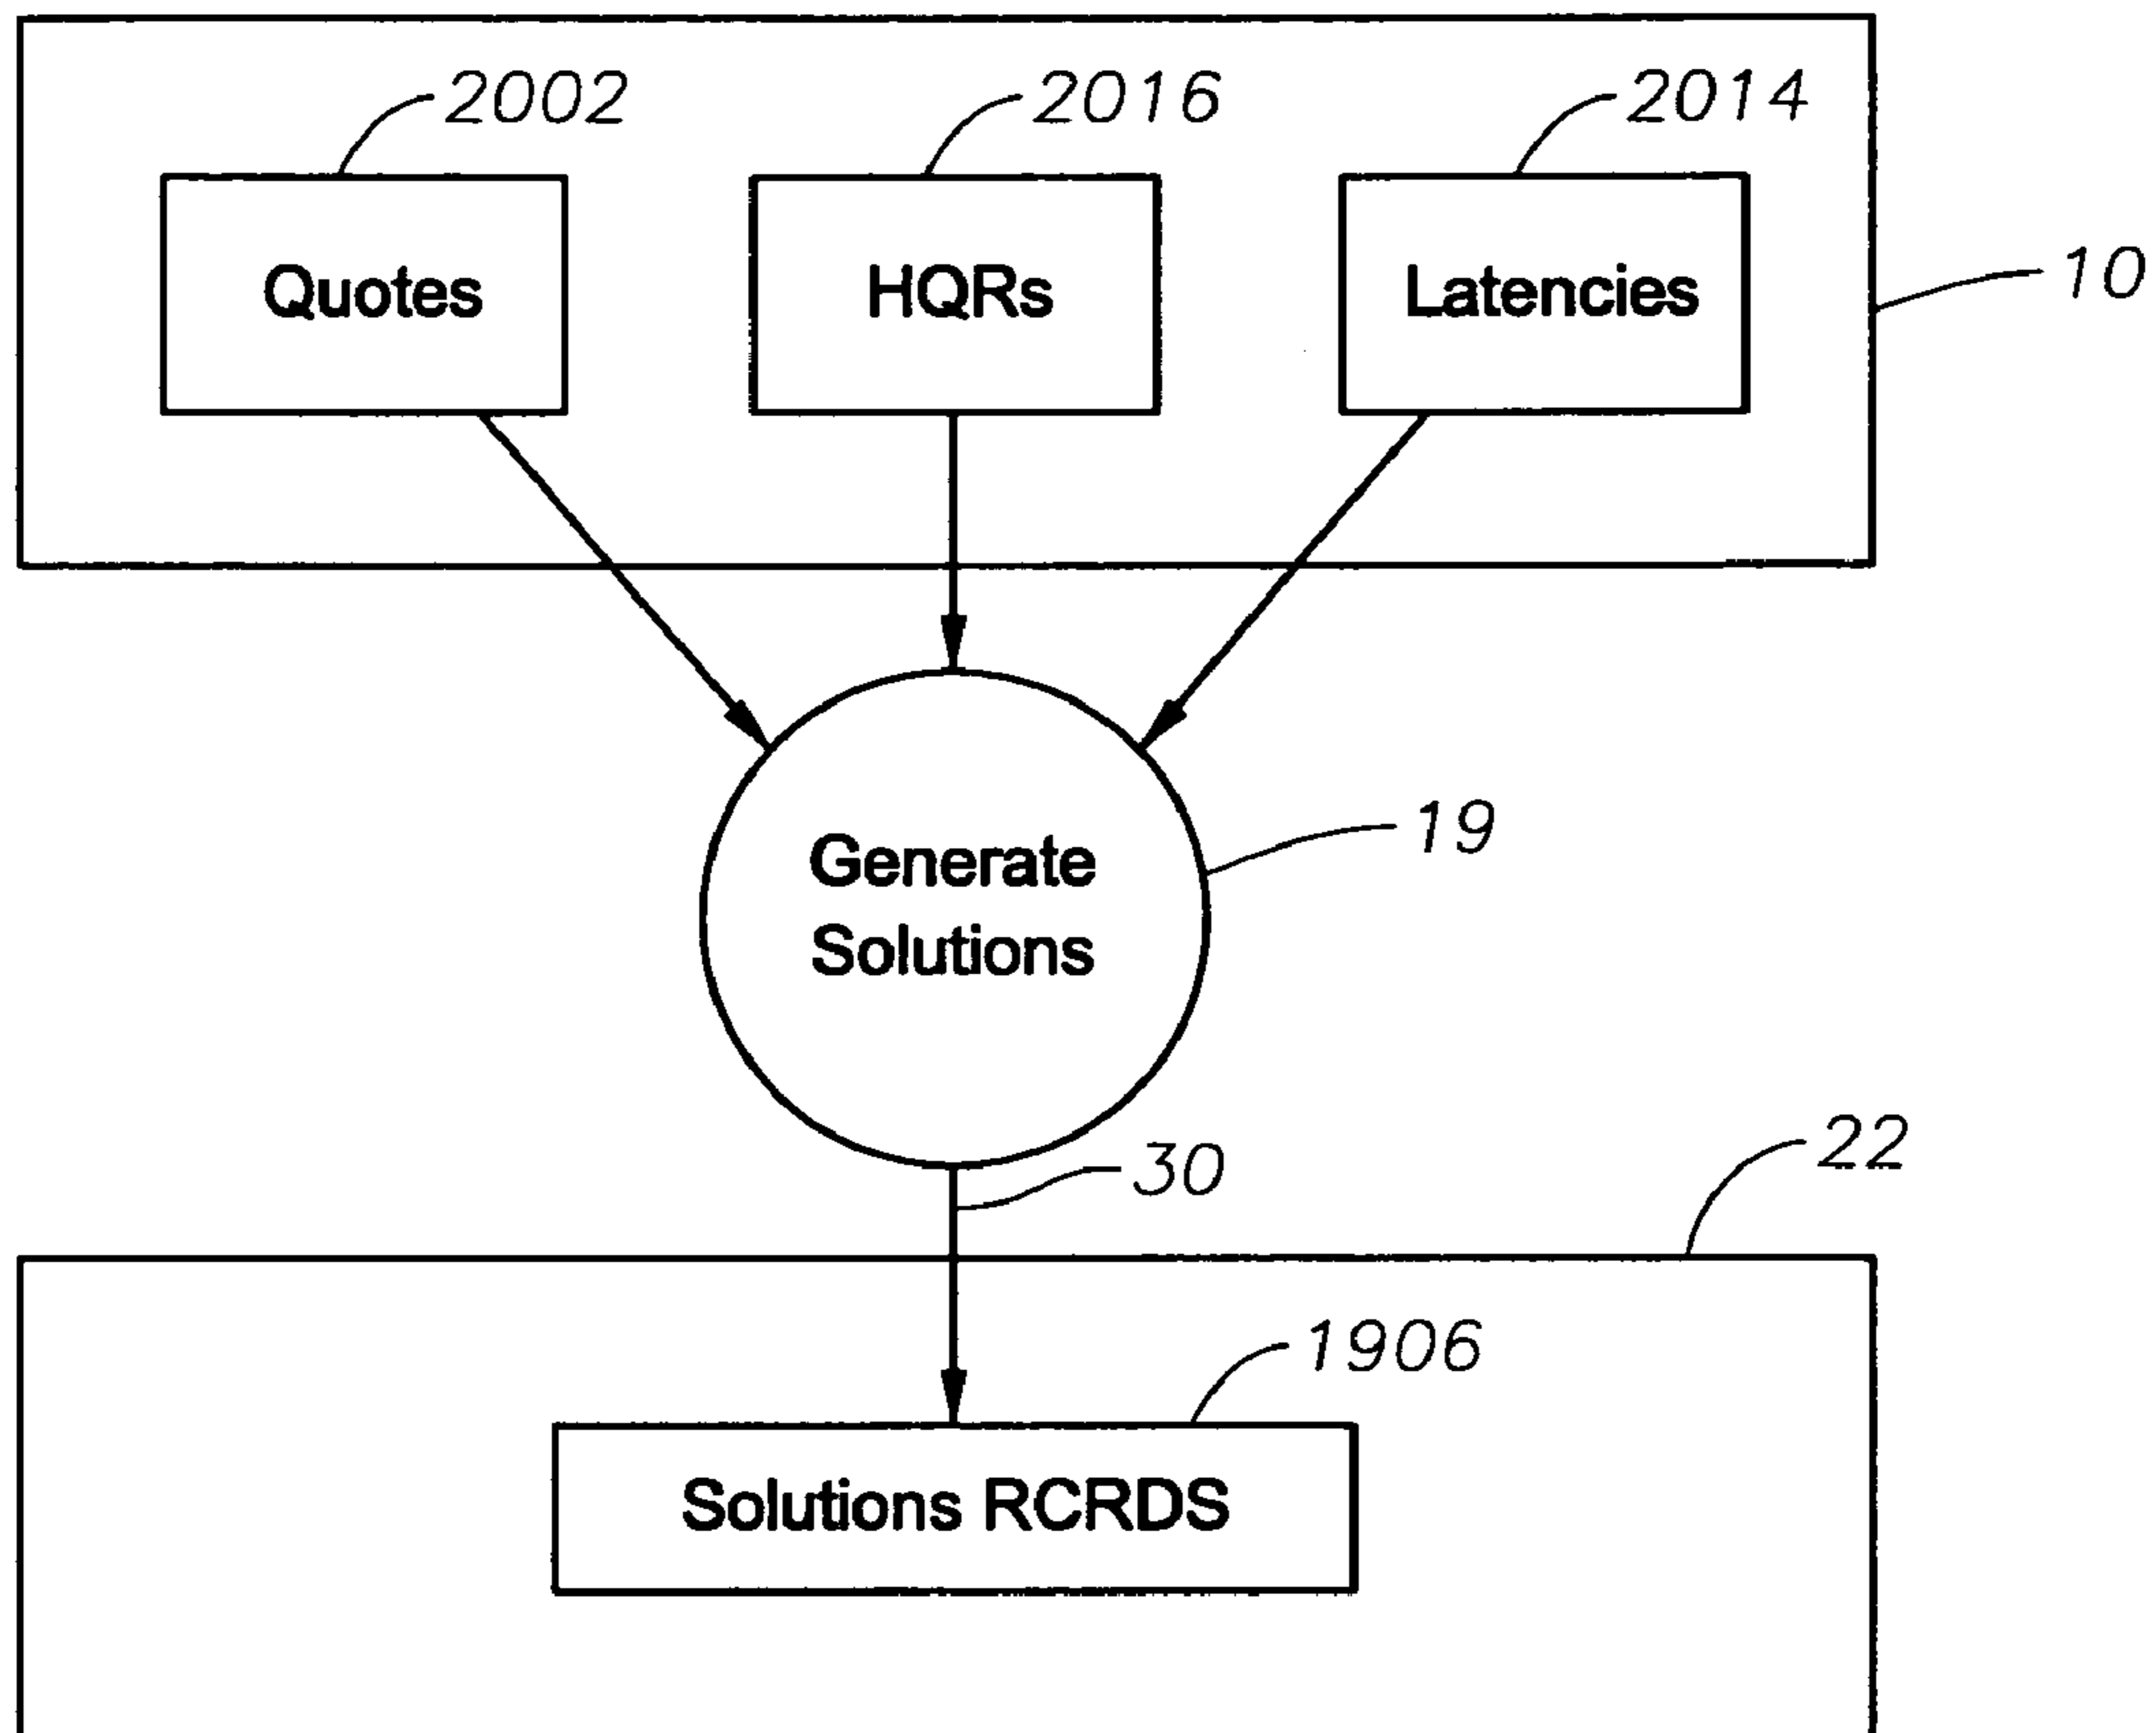 2002
2016
2014
Quotes
HQRs
Latencies
10
Generate
Solutions
19
30
22
1906
Solutions RCRDS